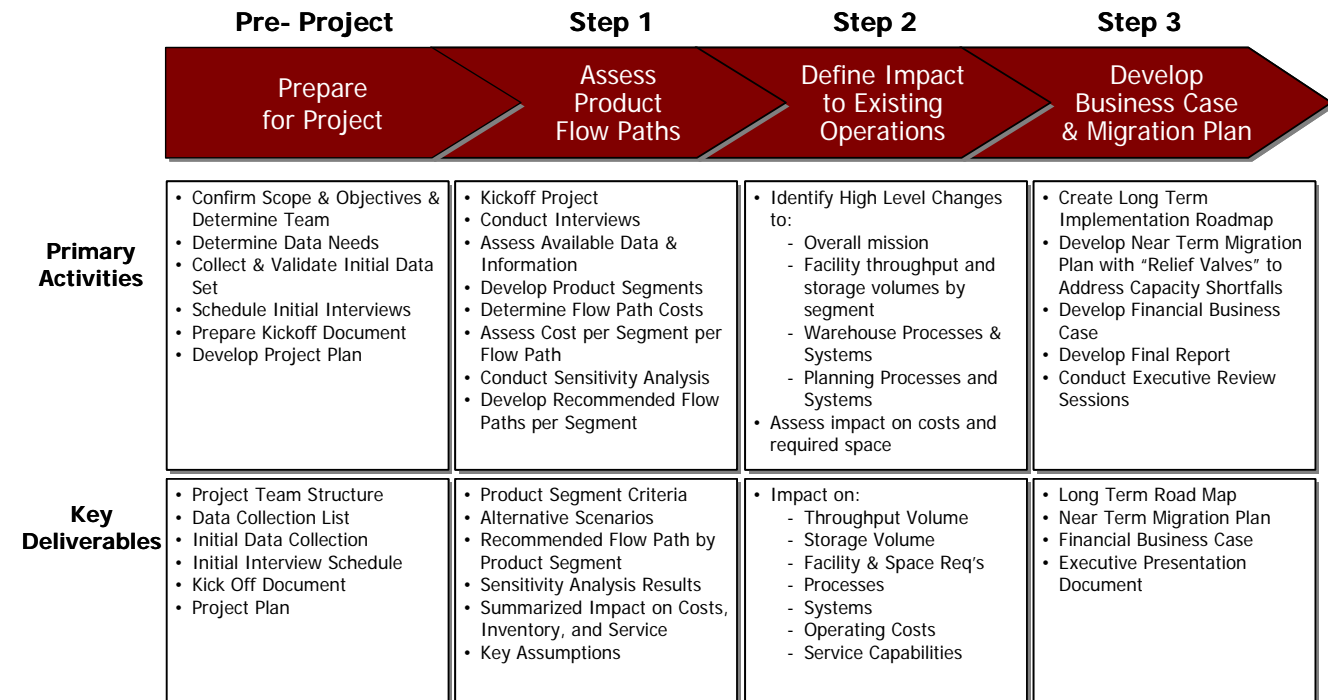 Pre- Project
Step 1
Step 2
Step 3
Prepare
for Project
Assess
Product
Flow Paths
Define Impact
to Existing
Operations
Develop
Business Case
& Migration Plan
Primary
Activities
• Confirm Scope & Objectives &
Determine Team
• Determine Data Needs
• Collect & Validate Initial Data
Set
• Schedule Initial Interviews
• Prepare Kickoff Document
• Develop Project Plan
• Kickoff Project
• Conduct Interviews
• Assess Available Data &
Information
• Develop Product Segments
• Determine Flow Path Costs
• Assess Cost per Segment per
Flow Path
• Conduct Sensitivity Analysis
• Develop Recommended Flow
Paths per Segment
• Identify High Level Changes
to:
- Overall mission
- Facility throughput and
storage volumes by
segment
- Warehouse Processes &
Systems
- Planning Processes and
Systems
• Assess impact on costs and
required space
• Create Long Term
Implementation Roadmap
• Develop Near Term Migration
Plan with “Relief Valves” to
Address Capacity Shortfalls
• Develop Financial Business
Case
• Develop Final Report
• Conduct Executive Review
Sessions
Key
Deliverables
• Project Team Structure
• Data Collection List
• Initial Data Collection
• Initial Interview Schedule
• Kick Off Document
• Project Plan
• Product Segment Criteria
• Alternative Scenarios
• Recommended Flow Path by
Product Segment
• Sensitivity Analysis Results
• Summarized Impact on Costs,
Inventory, and Service
• Key Assumptions
• Impact on:
- Throughput Volume
- Storage Volume
- Facility & Space Req's
- Processes
- Systems
- Operating Costs
- Service Capabilities
• Long Term Road Map
• Near Term Migration Plan
• Financial Business Case
• Executive Presentation
Document